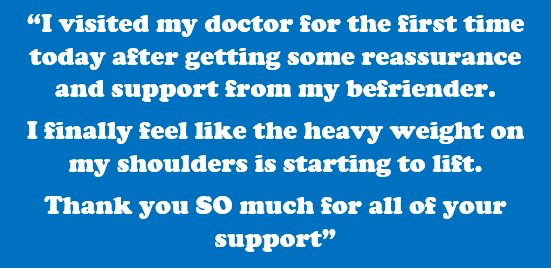 “I visited my doctor for the first time
today after getting some reassurance
and support from my befriender.
I finally feel like the heavy weight on
my shoulders is starting to lift.
Thank you SO much for all of your
support”